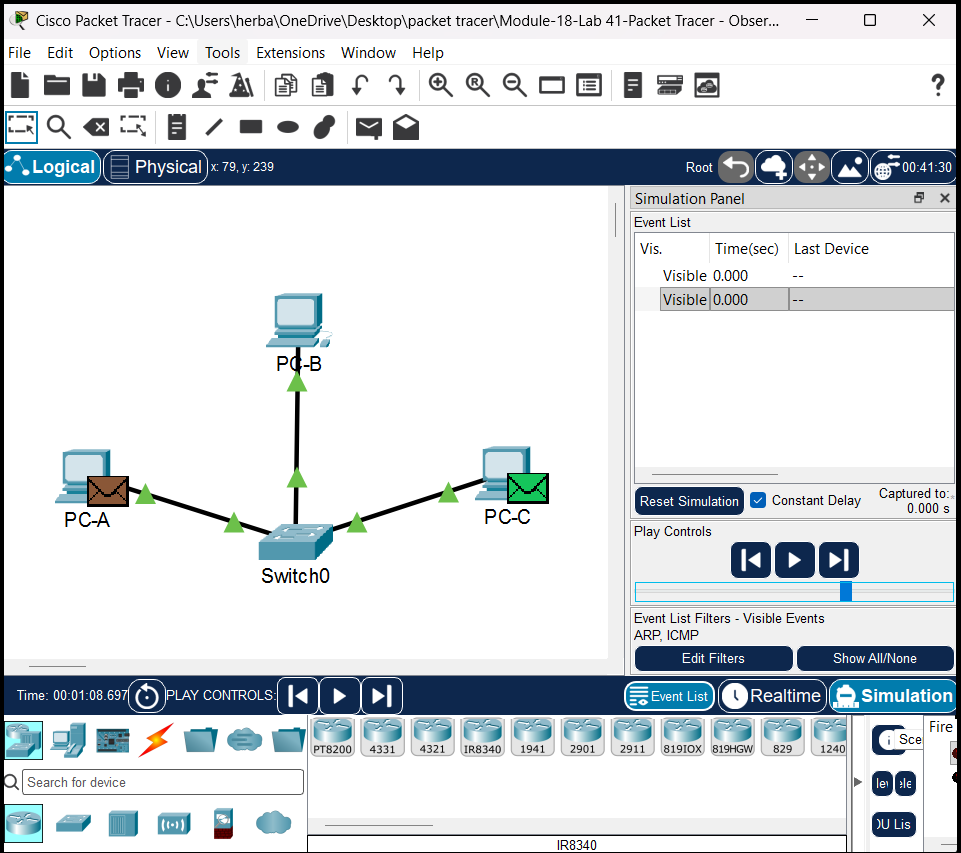 Cisco Packet Tracer - C:\Users\herba\OneDrive\Desktop\packet tracer\Module-18-Lab 41-Packet Tracer - Obser...
File Edit Options View Tools Extensions Window Help
Logical Physical x: 79, y: 239 Root 00:41:30
Simulation Panel
Event List
Vis. Time(sec) Last Device
Visible 0.000 --
Visible 0.000 --
PC-B
PC-A
PC-C
Switch0
Reset Simulation Constant Delay Captured to:
0.000 s
Play Controls
Event List Filters - Visible Events
ARP, ICMP
Edit Filters Show All/None
Time: 00:01:08.697 PLAY CONTROLS: Event List Realtime Simulation
PT8200 4331 4321 IR8340 1941 2901 2911 819IOX 819HGW 829 1240
Search for device
i Sce Fire
)U Lis
IR8340